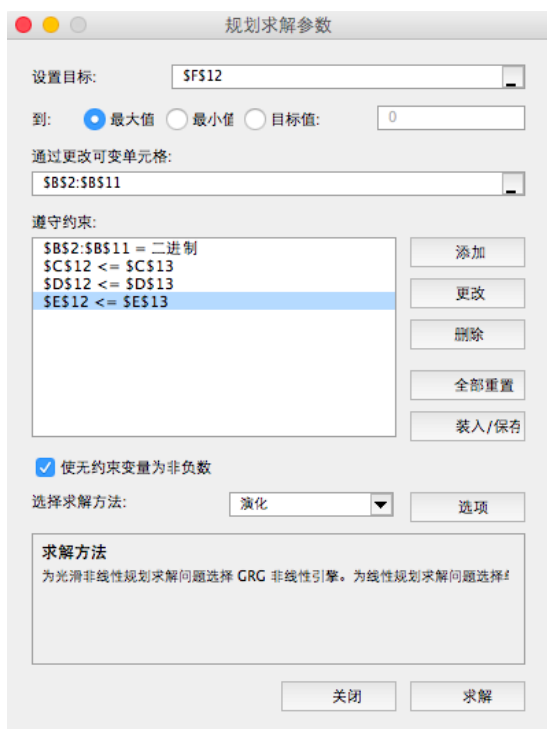 规划求解参数
设置目标: $F$12
到: 最大值 最小值 目标值: 0
通过更改可变单元格:
$B$2:$B$11
遵守约束:
$B$2:$B$11 = 二进制
$C$12 <= $C$13
$D$12 <= $D$13
$E$12 <= $E$13
添加
更改
删除
全部重置
装入/保存
使无约束变量为非负数
选择求解方法: 演化 选项
求解方法
为光滑非线性规划求解问题选择 GRG 非线性引擎。为线性规划求解问题选择
关闭 求解